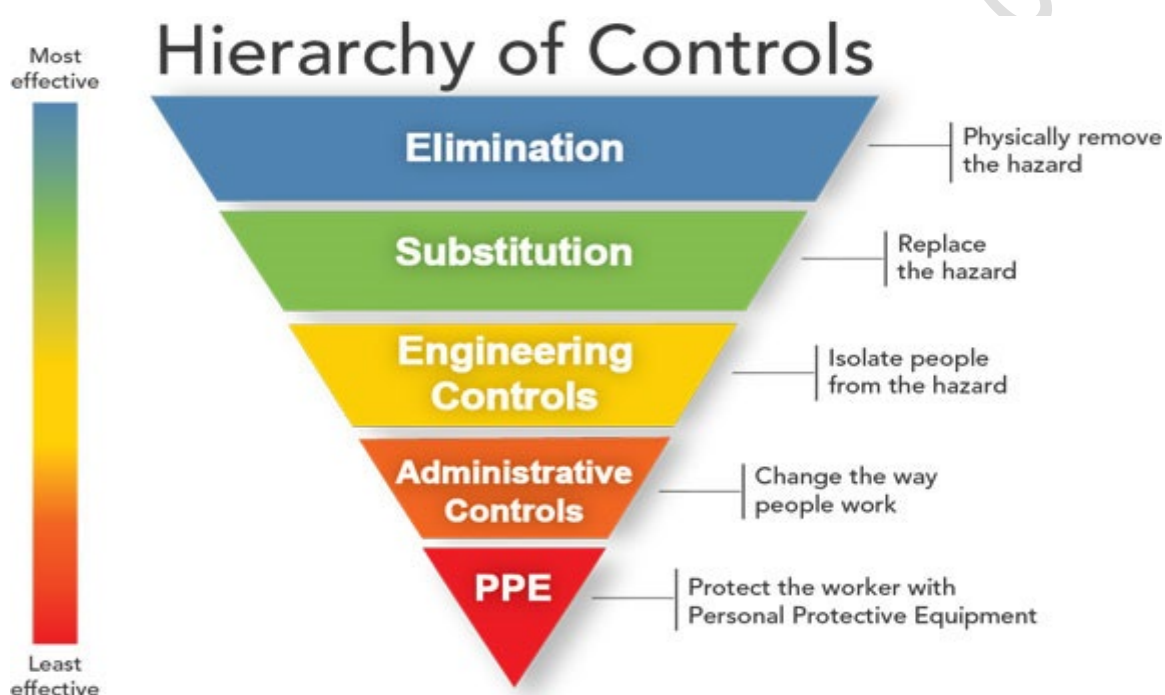 Hierarchy of Controls
Most
effective
Elimination
Physically remove
the hazard
Substitution
Replace
the hazard
Engineering
Controls
Isolate people
from the hazard
Administrative
Controls
Change the way
people work
PPE
Protect the worker with
Personal Protective Equipment
Least
effective